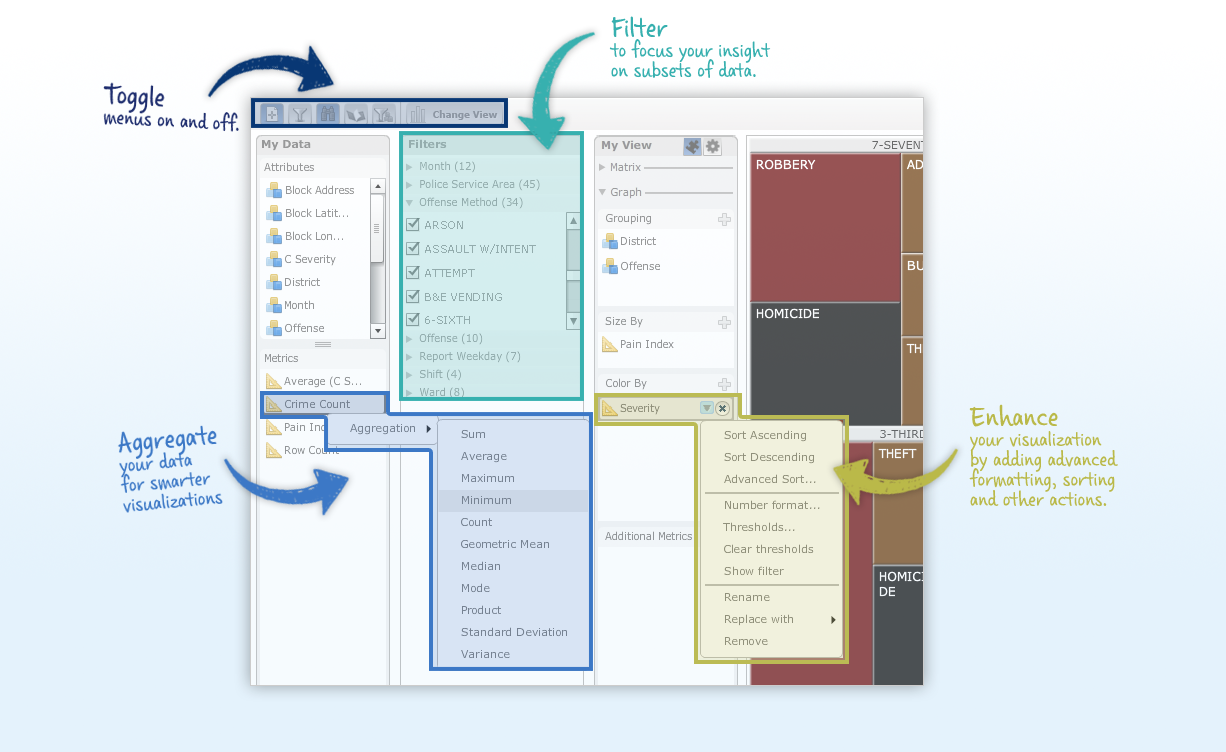 Filter
to focus your insight
on subsets of data.
Toggle
menus on and off.
Change View
My Data
Attributes
Block Address
Block Latit...
Block Lon...
C Severity
District
Month
Offense
Metrics
Average (C S...
Crime Count
Pain Ind
Row Count
Aggregation
Sum
Average
Maximum
Minimum
Count
Geometric Mean
Median
Mode
Product
Standard Deviation
Variance
Aggregate
your data
for smarter
visualizations
Filters
Month (12)
Police Service Area (45)
Offense Method (34)
ARSON
ASSAULT W/INTENT
ATTEMPT
B&E VENDING
6-SIXTH
Offense (10)
Report Weekday (7)
Shift (4)
Ward (8)
My View
Matrix
Graph
Grouping
District
Offense
Size By
Pain Index
Color By
Severity
Additional Metrics
Sort Ascending
Sort Descending
Advanced Sort...
Number format...
Thresholds...
Clear thresholds
Show filter
Rename
Replace with
Remove
7-SEVENT
ROBBERY
AD
BU
HOMICIDE
TH
3-THIRD
THEFT
HOMICI
DE
Enhance
your visualization
by adding advanced
formatting, sorting
and other actions.